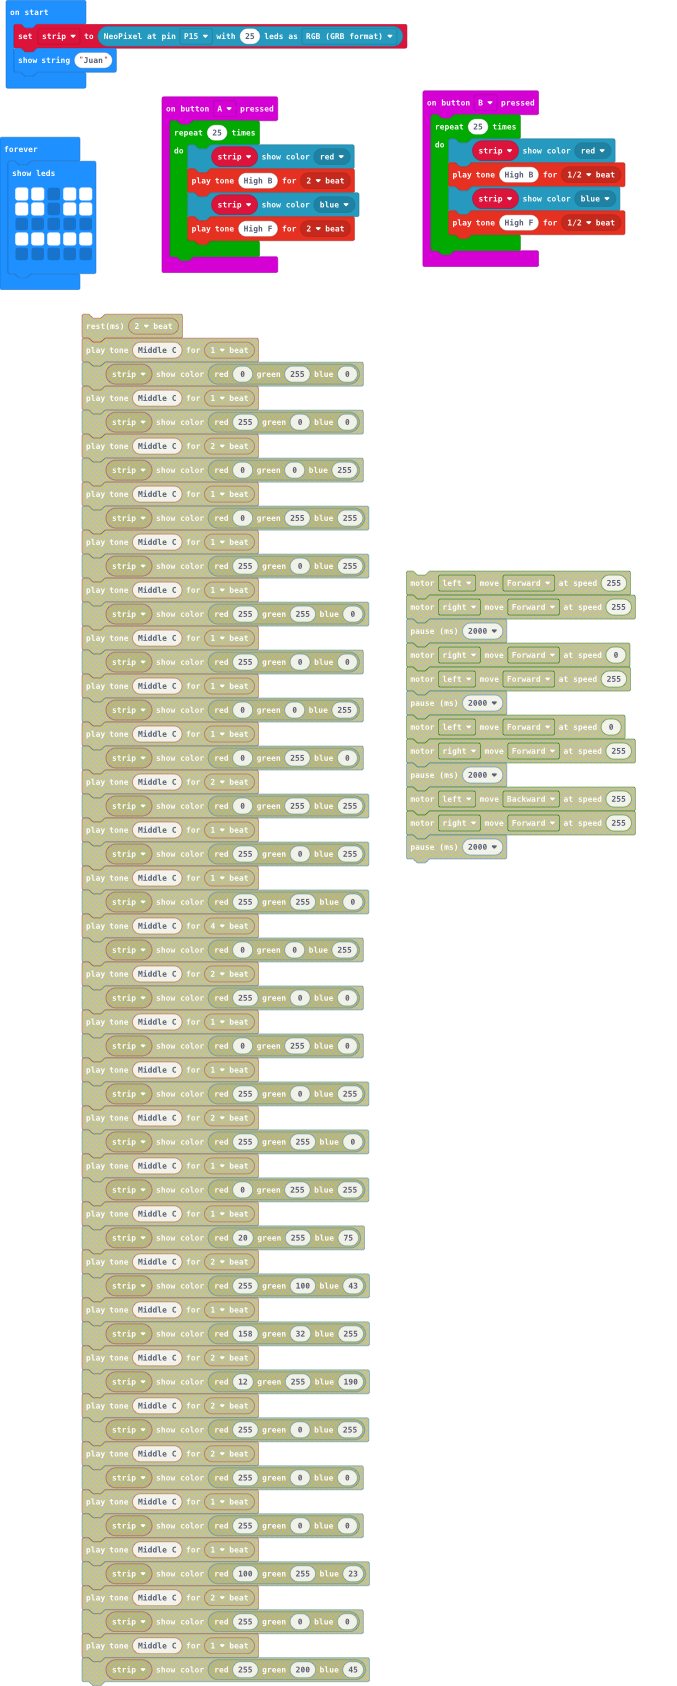 on start
set strip to NeoPixel at pin P15 with 25 leds as RGB (GRB format)
show string "Juan"
forever
show leds
on button A pressed
repeat 25 times
do
strip show color red
play tone High B for 2 beat
strip show color blue
play tone High F for 2 beat
on button B pressed
repeat 25 times
do
strip show color red
play tone High B for 1/2 beat
strip show color blue
play tone High F for 1/2 beat
rest(ms) 2 beat
play tone Middle C for 1 beat
strip show color red 0 green 255 blue 0
play tone Middle C for 1 beat
strip show color red 255 green 0 blue 0
play tone Middle C for 2 beat
strip show color red 0 green 0 blue 255
play tone Middle C for 1 beat
strip show color red 0 green 255 blue 255
play tone Middle C for 1 beat
strip show color red 255 green 0 blue 255
play tone Middle C for 1 beat
strip show color red 255 green 255 blue 0
play tone Middle C for 1 beat
strip show color red 255 green 0 blue 0
play tone Middle C for 1 beat
strip show color red 0 green 0 blue 255
play tone Middle C for 1 beat
strip show color red 0 green 255 blue 0
play tone Middle C for 2 beat
strip show color red 0 green 255 blue 255
play tone Middle C for 1 beat
strip show color red 255 green 0 blue 255
play tone Middle C for 1 beat
strip show color red 255 green 255 blue 0
play tone Middle C for 4 beat
strip show color red 0 green 0 blue 255
play tone Middle C for 2 beat
strip show color red 255 green 0 blue 0
play tone Middle C for 1 beat
strip show color red 0 green 255 blue 0
play tone Middle C for 1 beat
strip show color red 255 green 0 blue 255
play tone Middle C for 2 beat
strip show color red 255 green 255 blue 0
play tone Middle C for 1 beat
strip show color red 0 green 255 blue 255
play tone Middle C for 1 beat
strip show color red 20 green 255 blue 75
play tone Middle C for 2 beat
strip show color red 255 green 100 blue 43
play tone Middle C for 1 beat
strip show color red 158 green 32 blue 255
play tone Middle C for 2 beat
strip show color red 12 green 255 blue 190
play tone Middle C for 2 beat
strip show color red 255 green 0 blue 255
play tone Middle C for 2 beat
strip show color red 255 green 0 blue 0
play tone Middle C for 1 beat
strip show color red 255 green 0 blue 0
play tone Middle C for 1 beat
strip show color red 100 green 255 blue 23
play tone Middle C for 2 beat
strip show color red 255 green 0 blue 0
play tone Middle C for 1 beat
strip show color red 255 green 200 blue 45
motor left move Forward at speed 255
motor right move Forward at speed 255
pause (ms) 2000
motor right move Forward at speed 0
motor left move Forward at speed 255
pause (ms) 2000
motor left move Forward at speed 0
motor right move Forward at speed 255
pause (ms) 2000
motor left move Backward at speed 255
motor right move Forward at speed 255
pause (ms) 2000